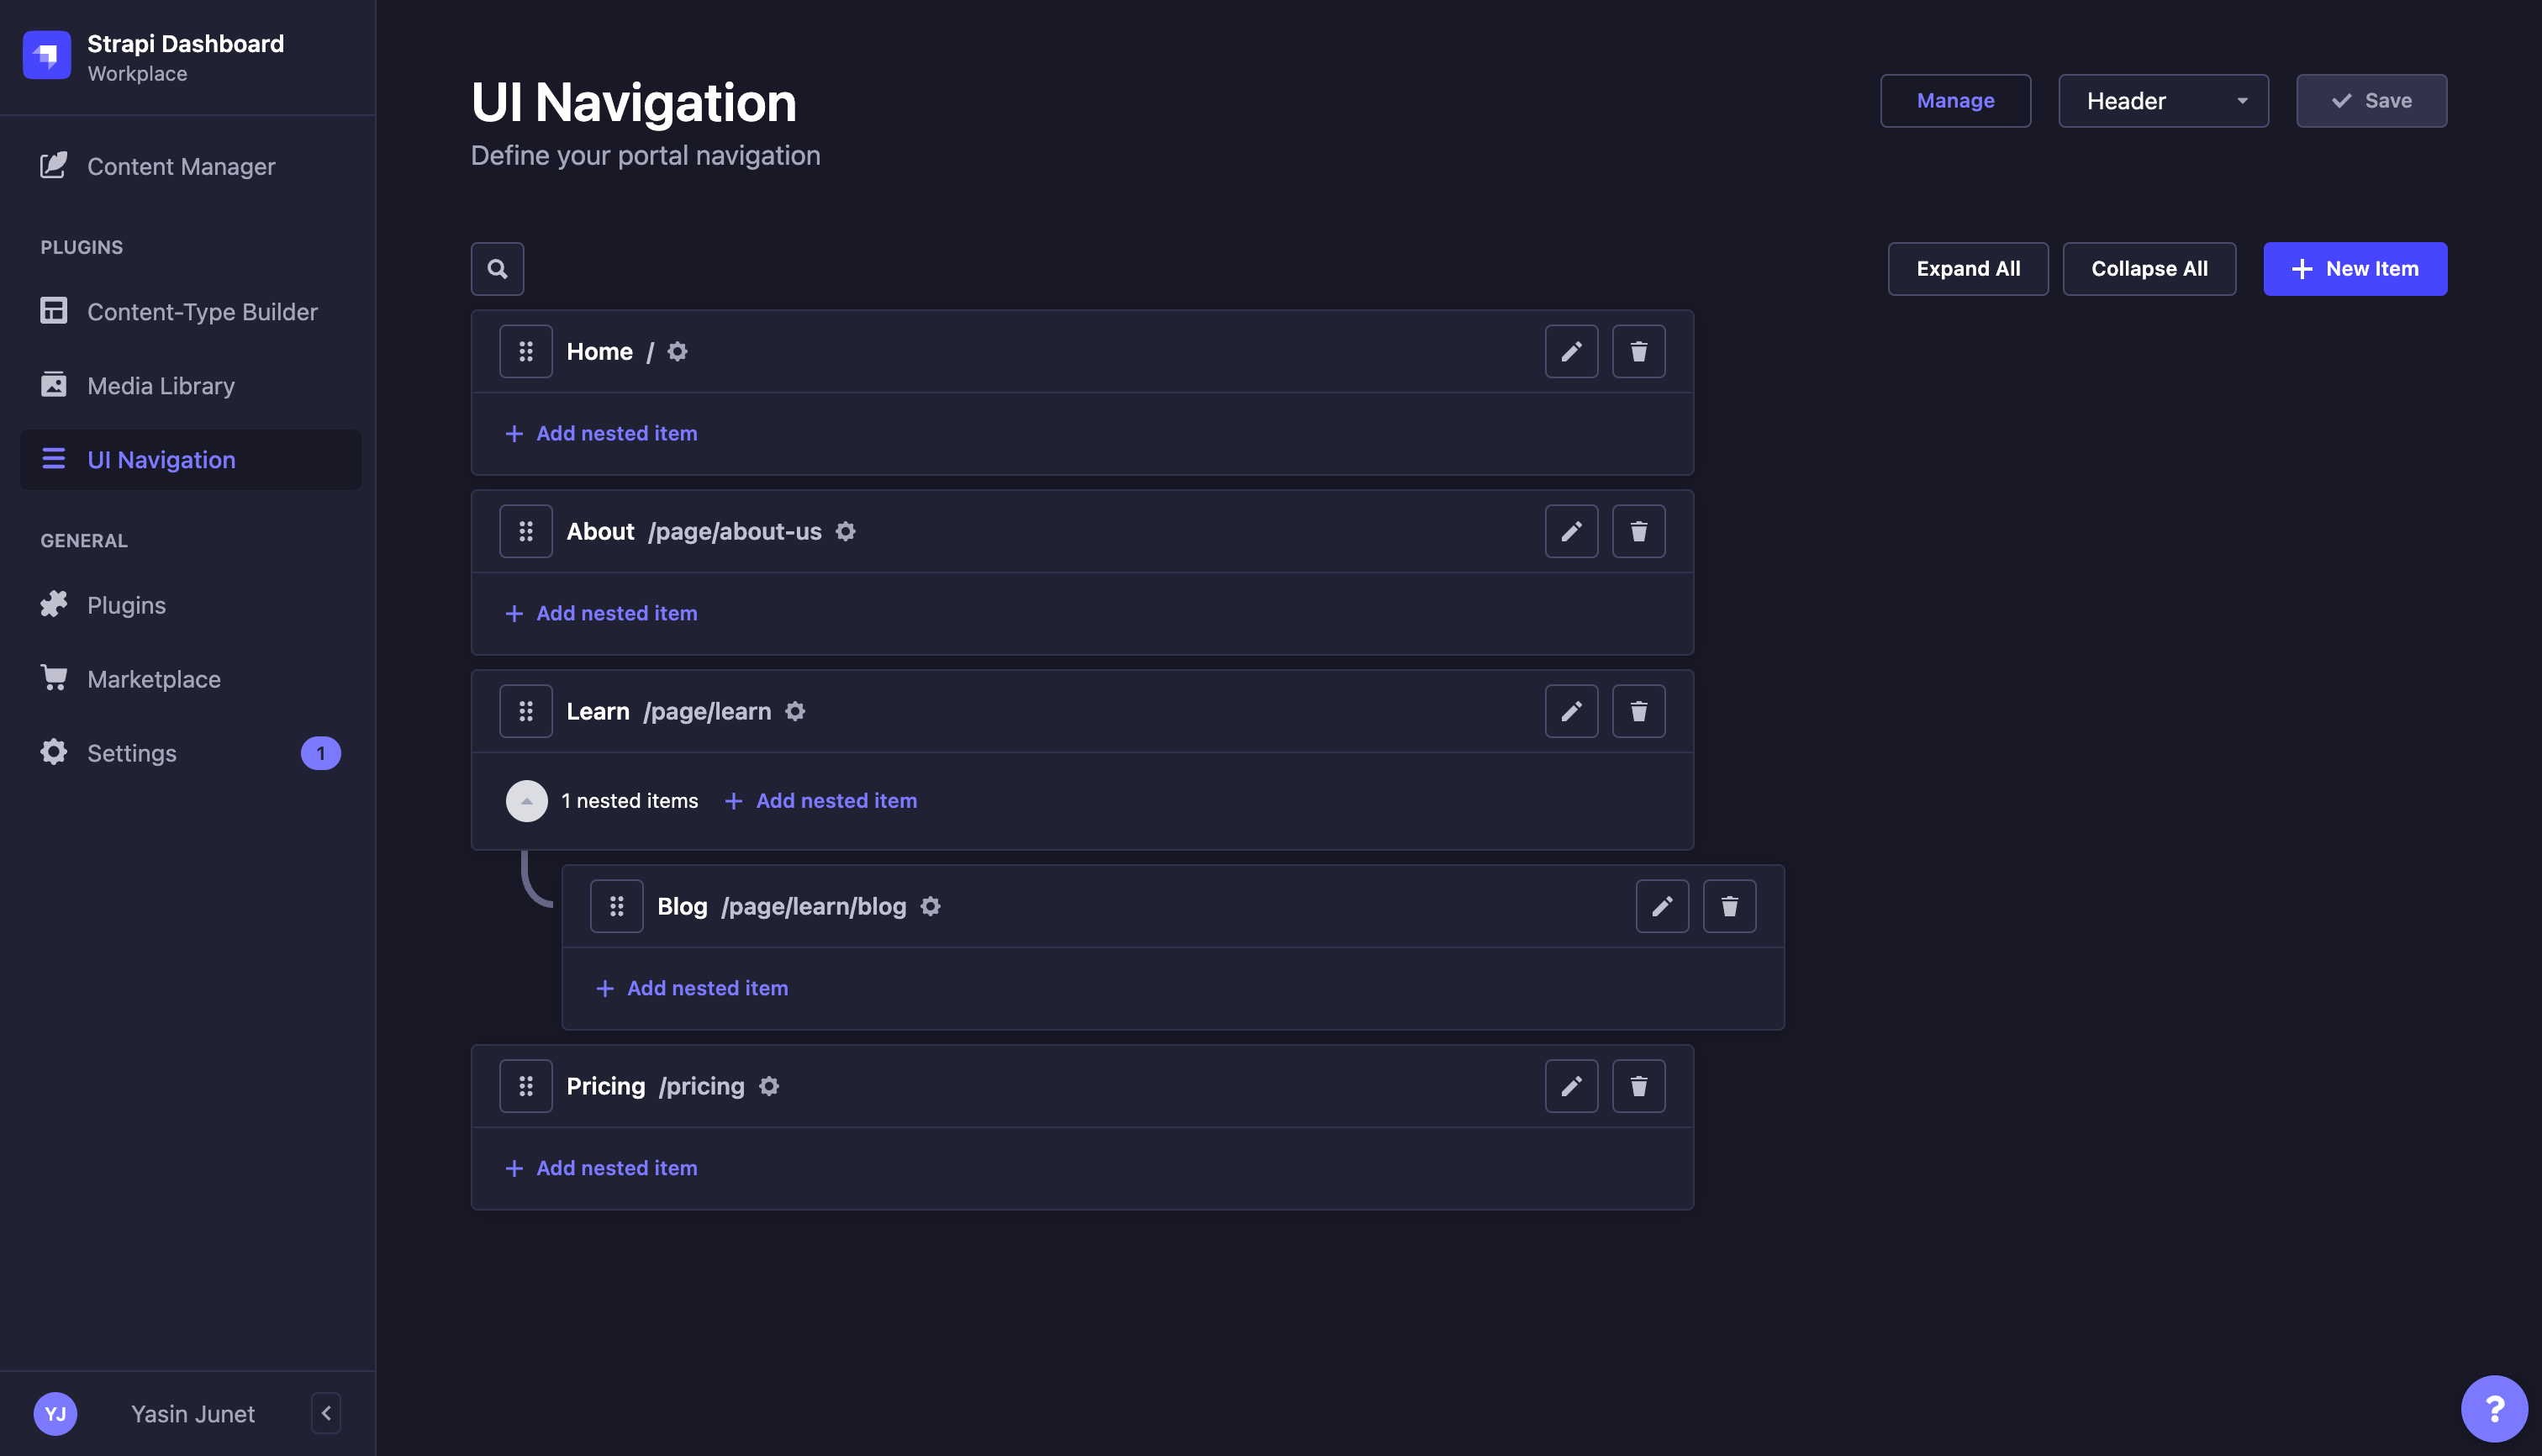 Strapi Dashboard
Workplace
Content Manager
PLUGINS
Content-Type Builder
Media Library
UI Navigation
GENERAL
Plugins
Marketplace
Settings 1
YJ Yasin Junet
UI Navigation
Define your portal navigation
Manage Header Save
Expand All Collapse All New Item
Home /
Add nested item
About /page/about-us
Add nested item
Learn /page/learn
1 nested items Add nested item
Blog /page/learn/blog
Add nested item
Pricing /pricing
Add nested item
?